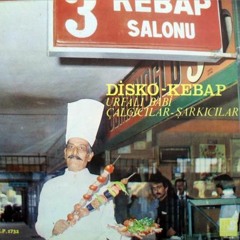 3 KEBAP
SALONU
DİSKO-KEBAP
URFALI BABİ
ÇALGICILAR-ŞARKICILAR